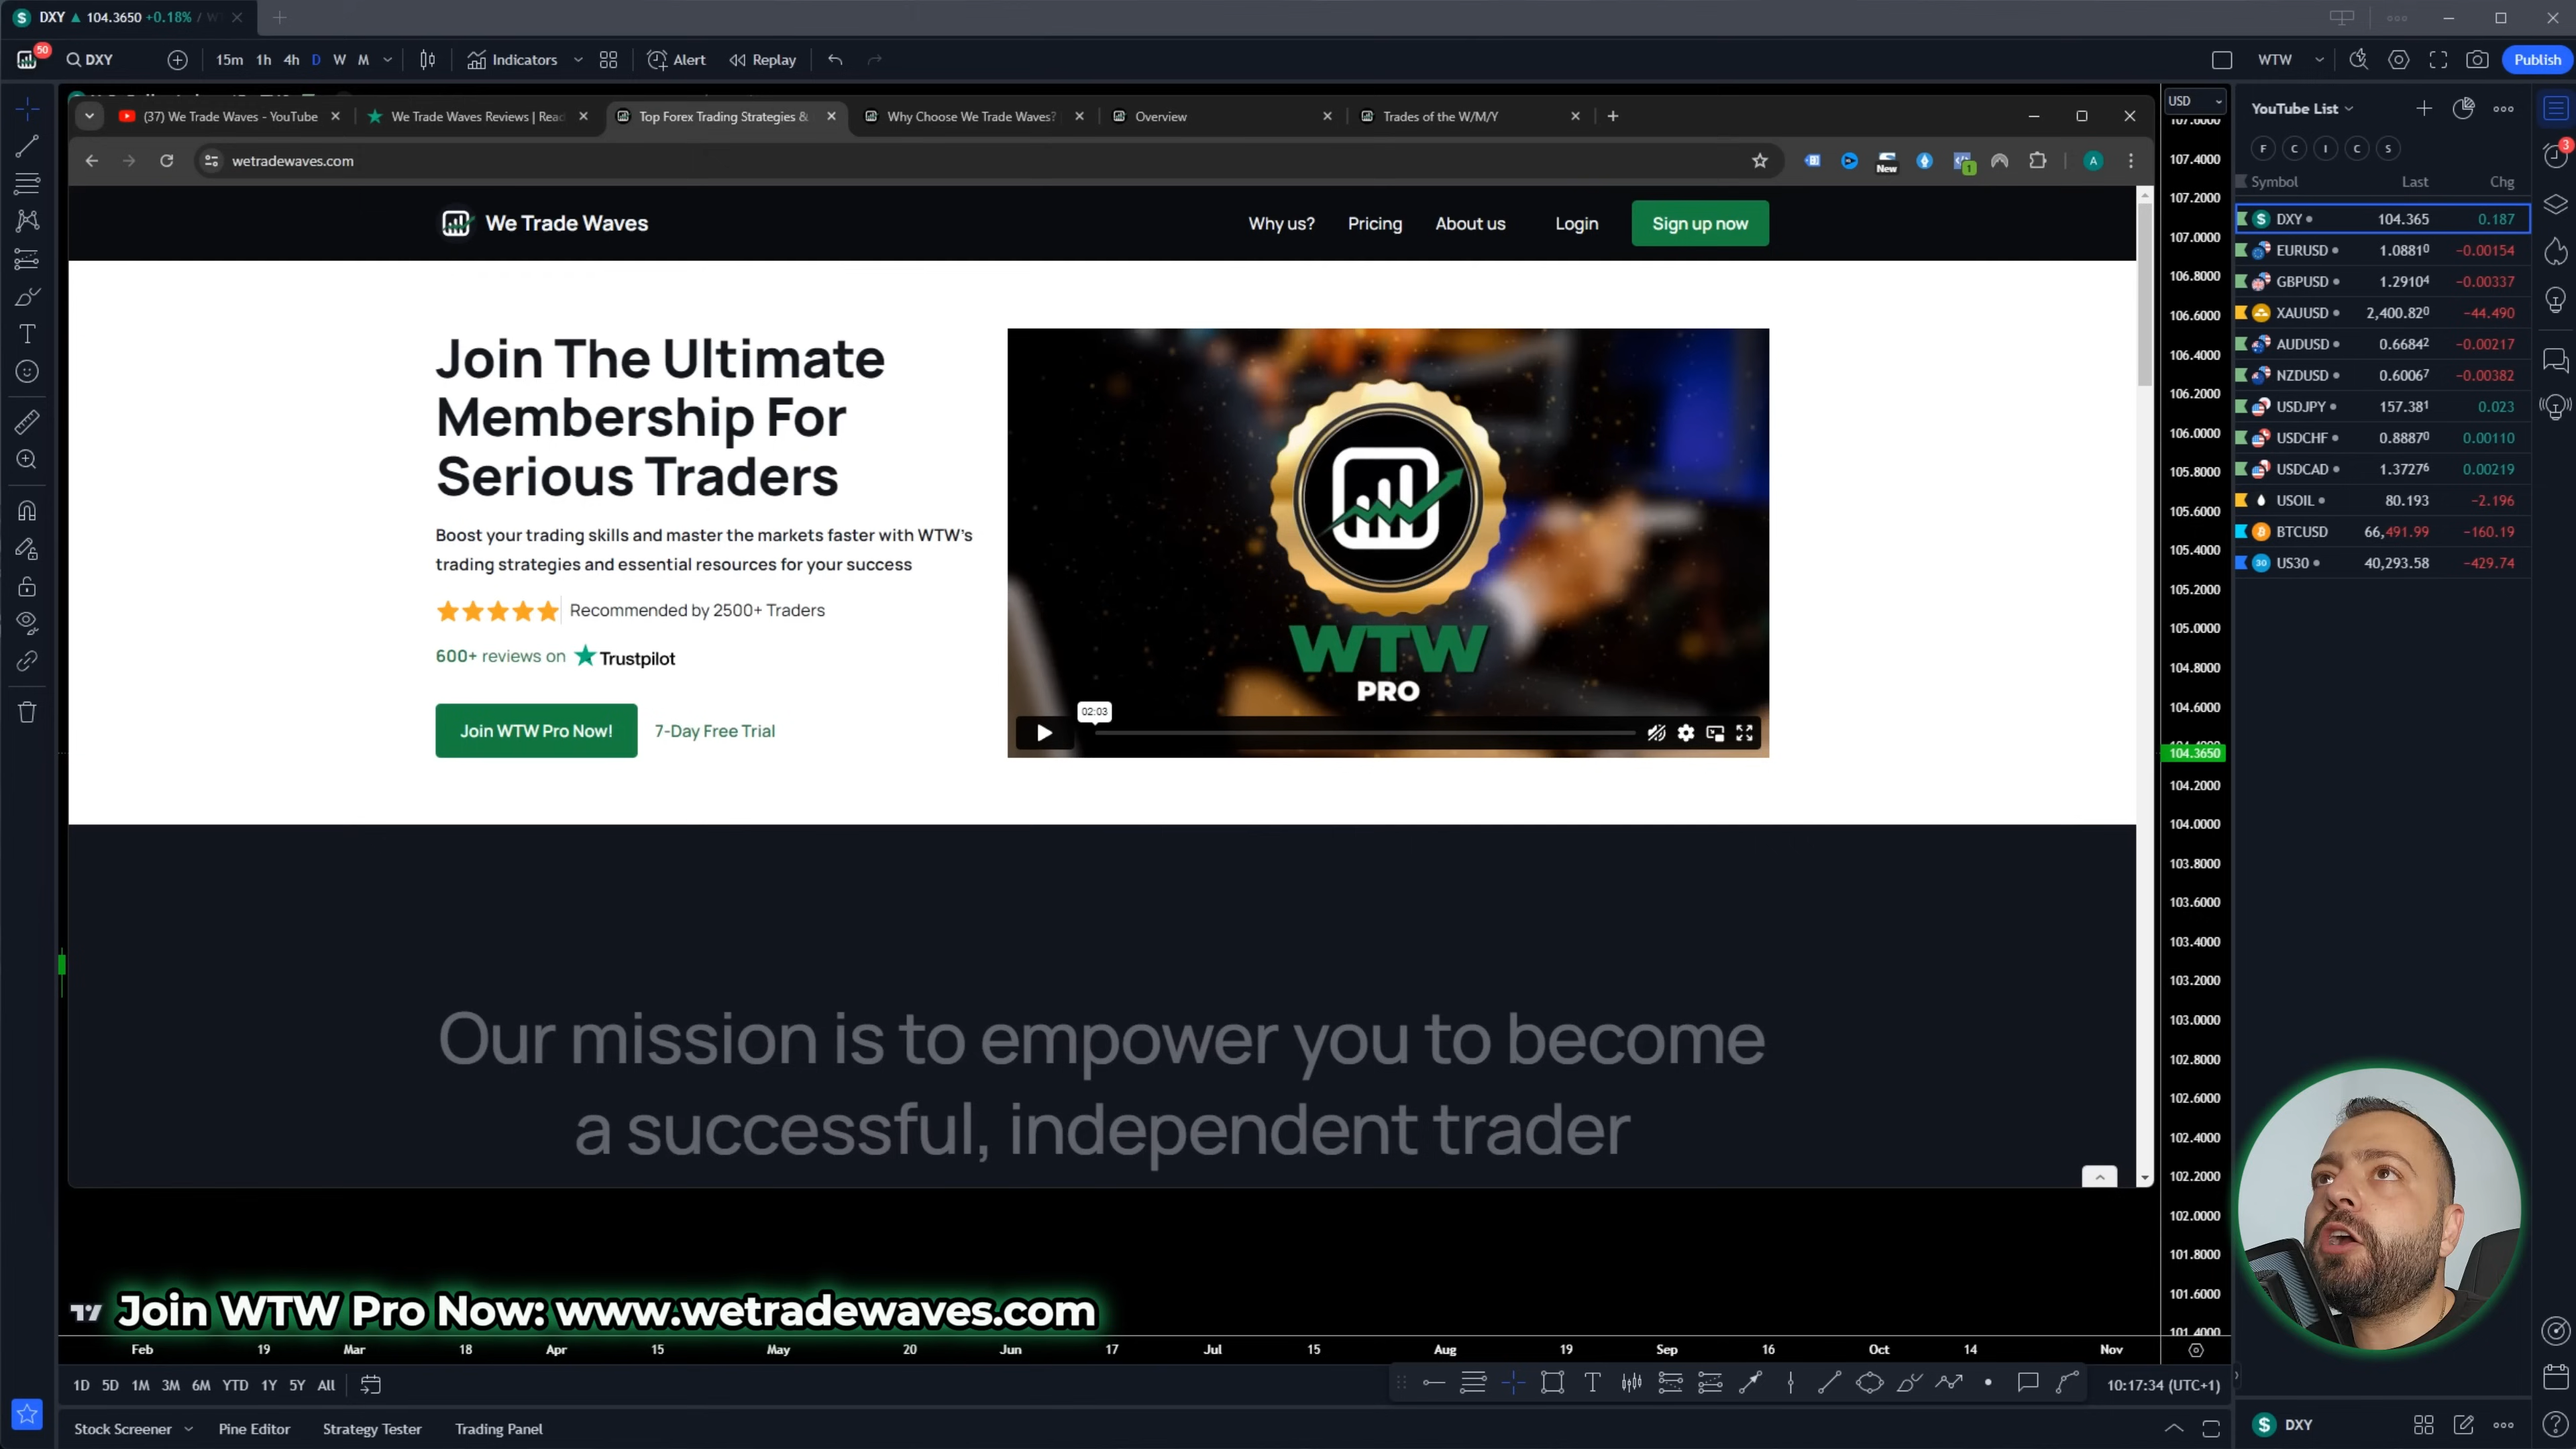 DXY ▲ 104.3650 +0.18% / W
50
DXY
15m 1h 4h D W M
Indicators
Alert
Replay
WTW
Publish
(37) We Trade Waves - YouTube
We Trade Waves Reviews | Read
Top Forex Trading Strategies &
Why Choose We Trade Waves?
Overview
Trades of the W/M/Y
wetradewaves.com
New
1
A
We Trade Waves
Why us?
Pricing
About us
Login
Sign up now
Join The Ultimate
Membership For
Serious Traders
Boost your trading skills and master the markets faster with WTW's
trading strategies and essential resources for your success
Recommended by 2500+ Traders
600+ reviews on Trustpilot
Join WTW Pro Now!
7-Day Free Trial
WTW
PRO
02:03
Our mission is to empower you to become
a successful, independent trader
Join WTW Pro Now: www.wetradewaves.com
USD
107.6000
107.4000
107.2000
107.0000
106.8000
106.6000
106.4000
106.2000
106.0000
105.8000
105.6000
105.4000
105.2000
105.0000
104.8000
104.6000
104.3650
104.2000
104.0000
103.8000
103.6000
103.4000
103.2000
103.0000
102.8000
102.6000
102.4000
102.2000
102.0000
101.8000
101.6000
101.4000
Feb 19 Mar 18 Apr 15 May 20 Jun 17 Jul 15 Aug 19 Sep 16 Oct 14 Nov
1D 5D 1M 3M 6M YTD 1Y 5Y All
10:17:34 (UTC+1)
Stock Screener
Pine Editor
Strategy Tester
Trading Panel
YouTube List
F C I C S
3
Symbol Last Chg
DXY 104.365 0.187
EURUSD 1.08810 −0.00154
GBPUSD 1.29104 −0.00337
XAUUSD 2,400.820 −44.490
AUDUSD 0.66842 −0.00217
NZDUSD 0.60067 −0.00382
USDJPY 157.381 0.023
USDCHF 0.88870 0.00110
USDCAD 1.37276 0.00219
USOIL 80.193 −2.196
BTCUSD 66,491.99 −160.19
30 US30 40,293.58 −429.74
DXY